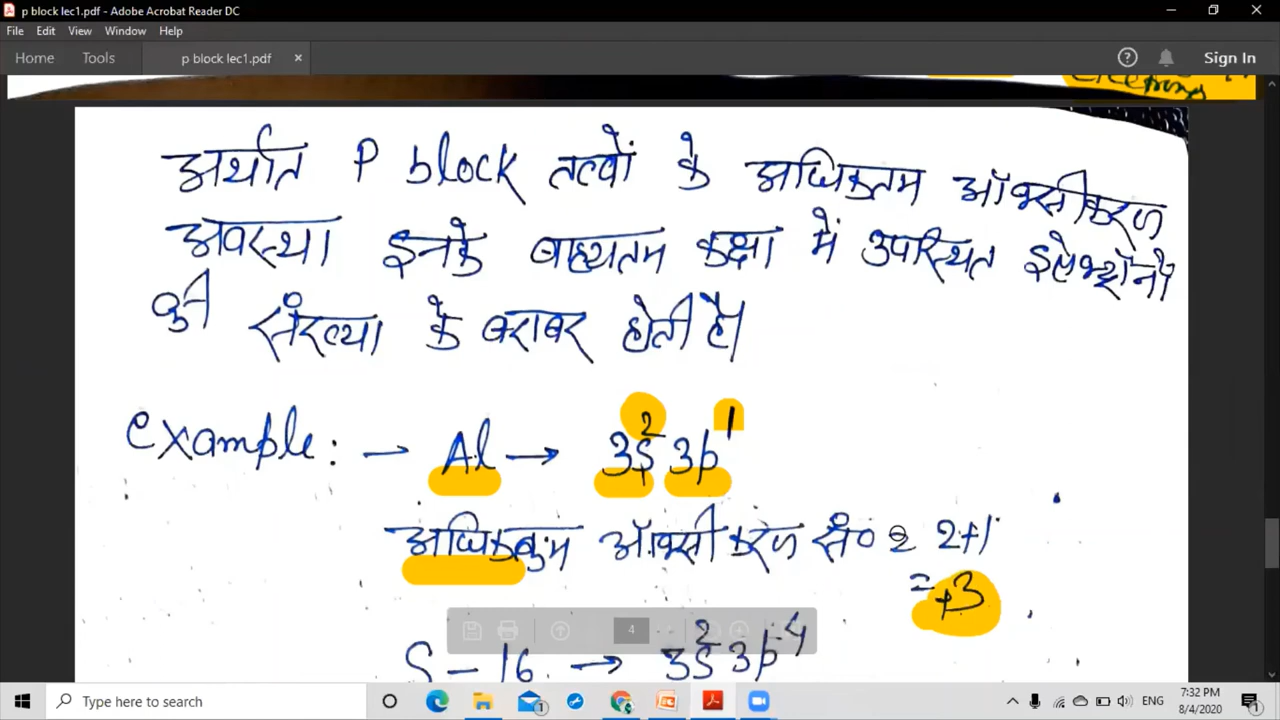 p block lec1.pdf - Adobe Acrobat Reader DC
File Edit View Window Help
Home Tools p block lec1.pdf × Sign In
electrons
अर्थात P block तत्वों के अधिकतम ऑक्सीकरण
अवस्था इनके बाह्यतम कक्षा में उपस्थित इलेक्ट्रॉनों
की संख्या के बराबर होती है।
Example: → Al → 3s² 3p¹
अधिकतम ऑक्सीकरण सं० = 2+1
= +3
4
S - 16 → 3s² 3p⁴
Type here to search
ENG
7:32 PM
8/4/2020